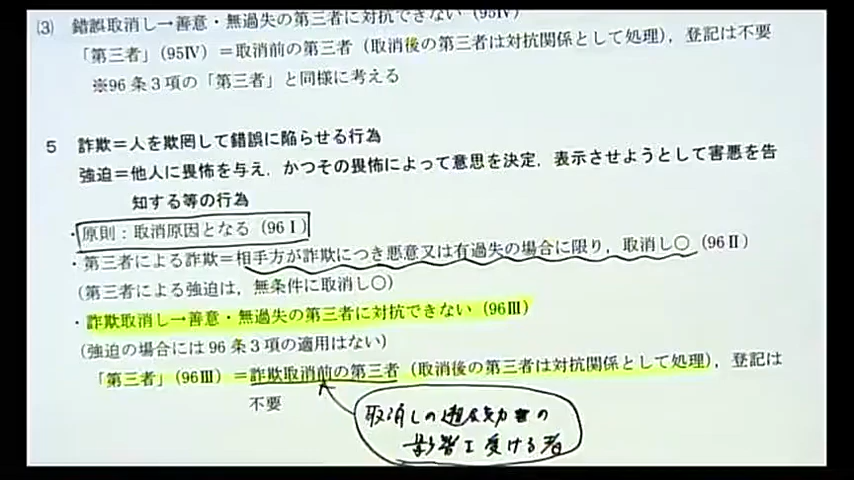 (3) 錯誤取消し→善意・無過失の第三者に対抗できない（95Ⅳ）
「第三者」（95Ⅳ）＝取消前の第三者（取消後の第三者は対抗関係として処理），登記は不要
※96条3項の「第三者」と同様に考える
5 詐欺＝人を欺罔して錯誤に陥らせる行為
強迫＝他人に畏怖を与え，かつその畏怖によって意思を決定，表示させようとして害悪を告
知する等の行為
・原則：取消原因となる（96Ⅰ）
・第三者による詐欺＝相手方が詐欺につき悪意又は有過失の場合に限り，取消し○（96Ⅱ）
（第三者による強迫は，無条件に取消し○）
・詐欺取消し→善意・無過失の第三者に対抗できない（96Ⅲ）
（強迫の場合には96条3項の適用はない）
「第三者」（96Ⅲ）＝詐欺取消前の第三者（取消後の第三者は対抗関係として処理），登記は
不要
取消しの遡及効の
影響を受ける者